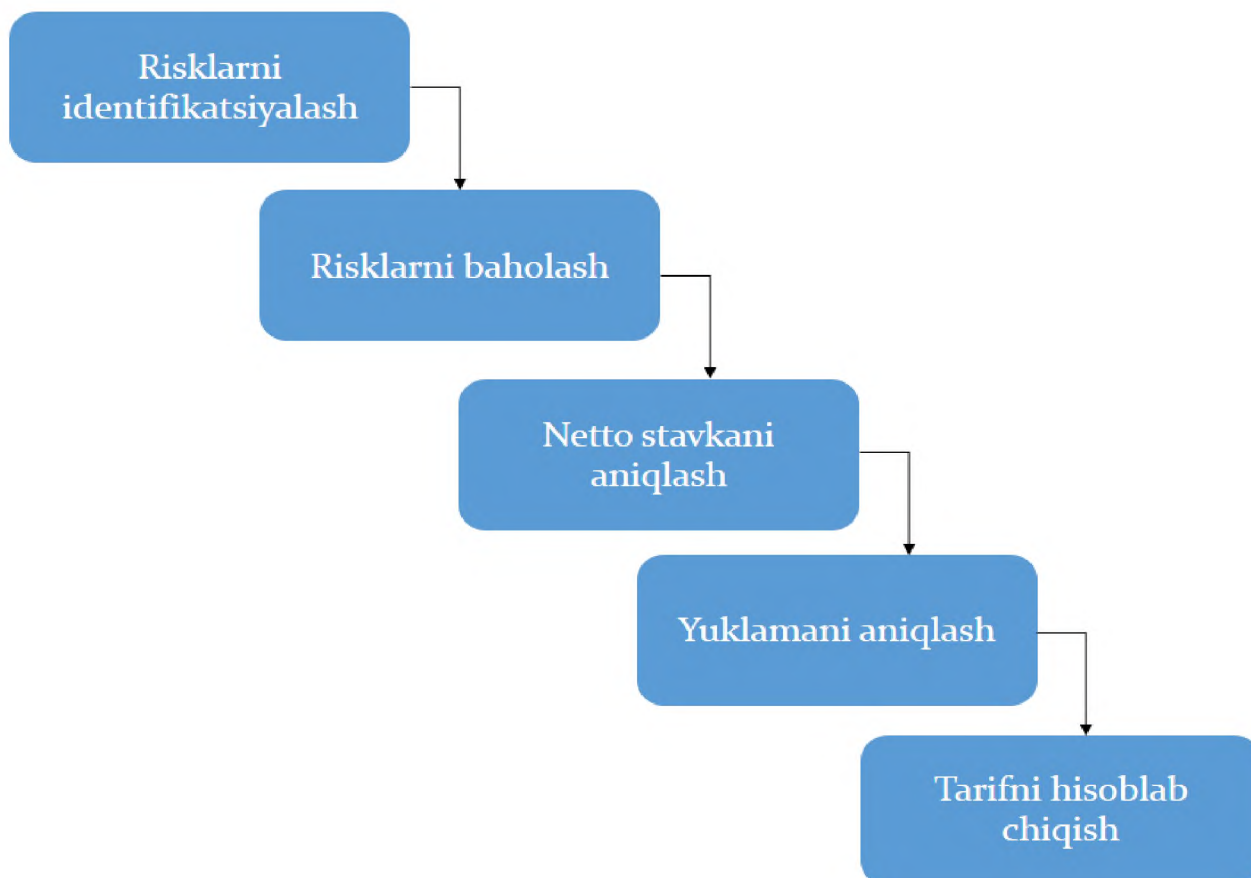 Risklarni
identifikatsiyalash
Risklarni baholash
Netto stavkani
aniqlash
Yuklamani aniqlash
Tarifni hisoblab
chiqish